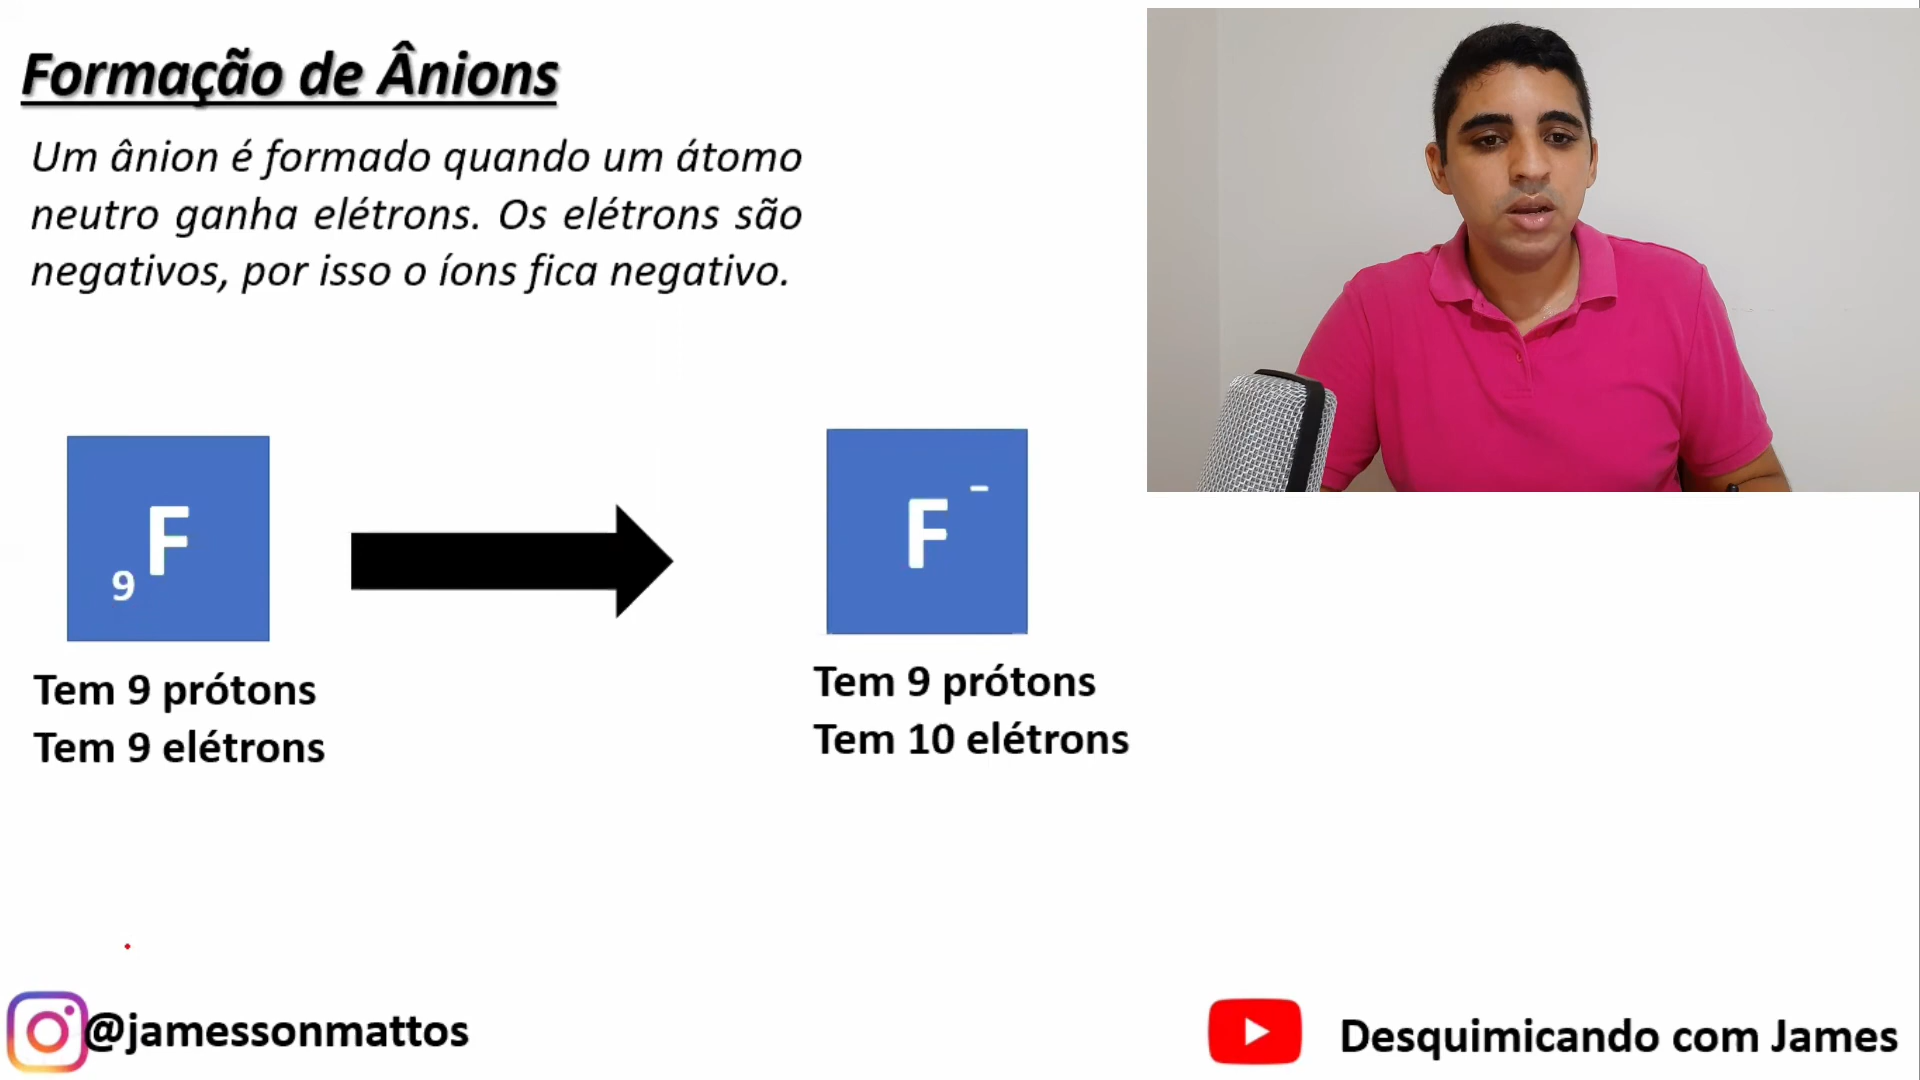 Formação de Ânions
Um ânion é formado quando um átomo
neutro ganha elétrons. Os elétrons são
negativos, por isso o íons fica negativo.
9 F
F -
Tem 9 prótons
Tem 9 elétrons
Tem 9 prótons
Tem 10 elétrons
@jamessonmattos
Desquimicando com James